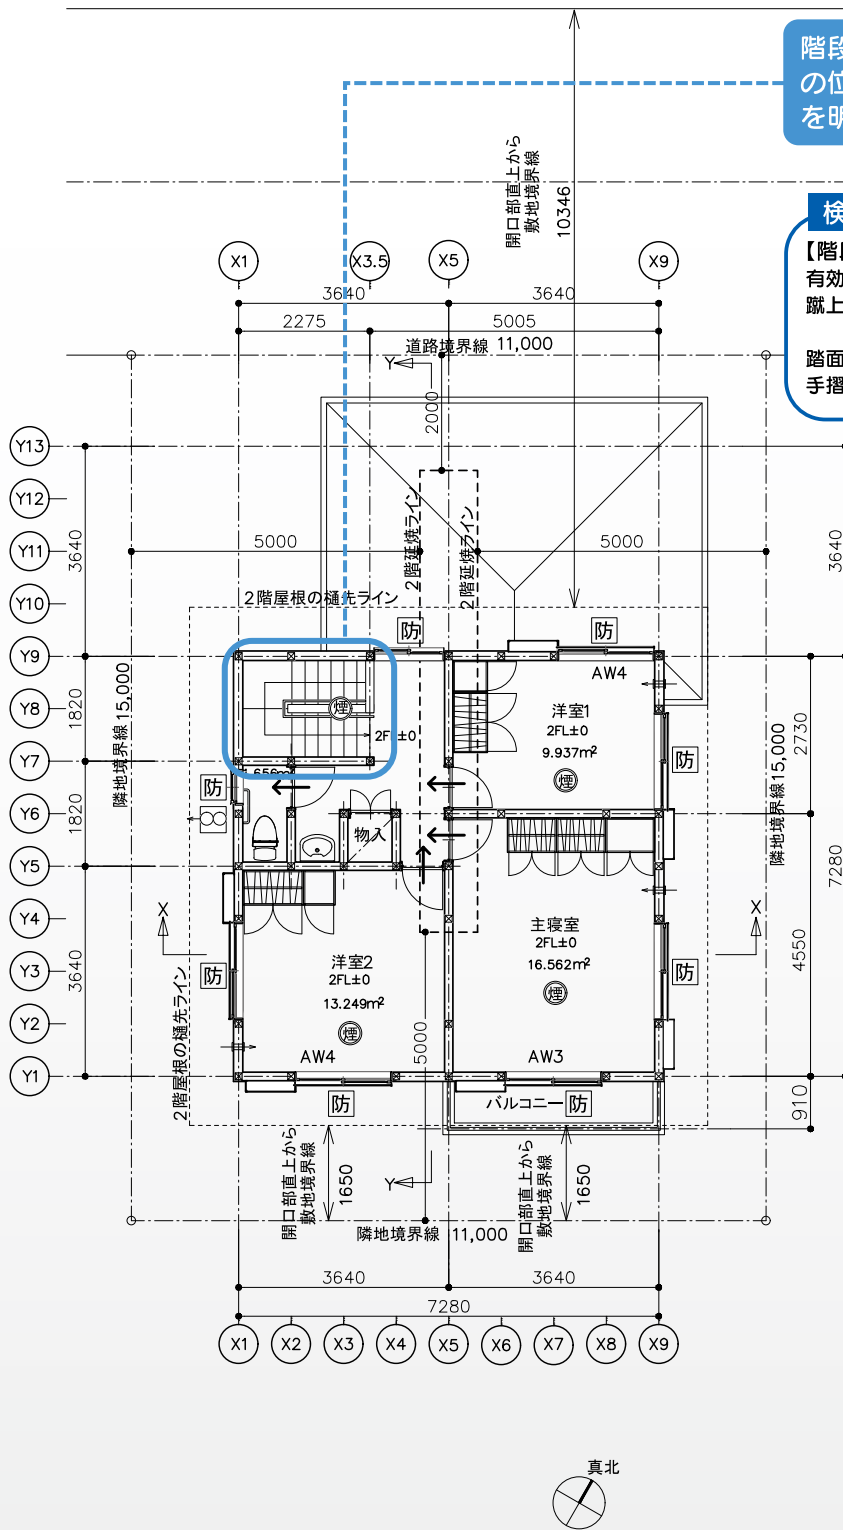 階段
の位
を明
検
【階段
有効
蹴上
踏面
手摺
開口部直上から
敷地境界線
10346
X1
X3.5
X5
X9
3640
3640
2275
5005
道路境界線 11,000
Y
2000
Y13
Y12
Y11
Y10
Y9
Y8
Y7
Y6
Y5
Y4
Y3
Y2
Y1
3640
1820
1820
3640
5000
5000
2階延焼ライン
2階延焼ライン
3640
7280
2階屋根の樋先ライン
防
防
AW4
洋室1
2FL±0
9.937m²
煙
煙
2FL±0
1.656m²
隣地境界線 15,000
防
防
2730
隣地境界線15,000
物入
X
X
主寝室
2FL±0
16.562m²
煙
洋室2
2FL±0
13.249m²
煙
防
防
4550
2階屋根の樋先ライン
5000
AW4
AW3
防
バルコニー
防
910
開口部直上から
敷地境界線
1650
Y
開口部直上から
敷地境界線
1650
隣地境界線 11,000
3640
3640
7280
X1
X2
X3
X4
X5
X6
X7
X8
X9
真北